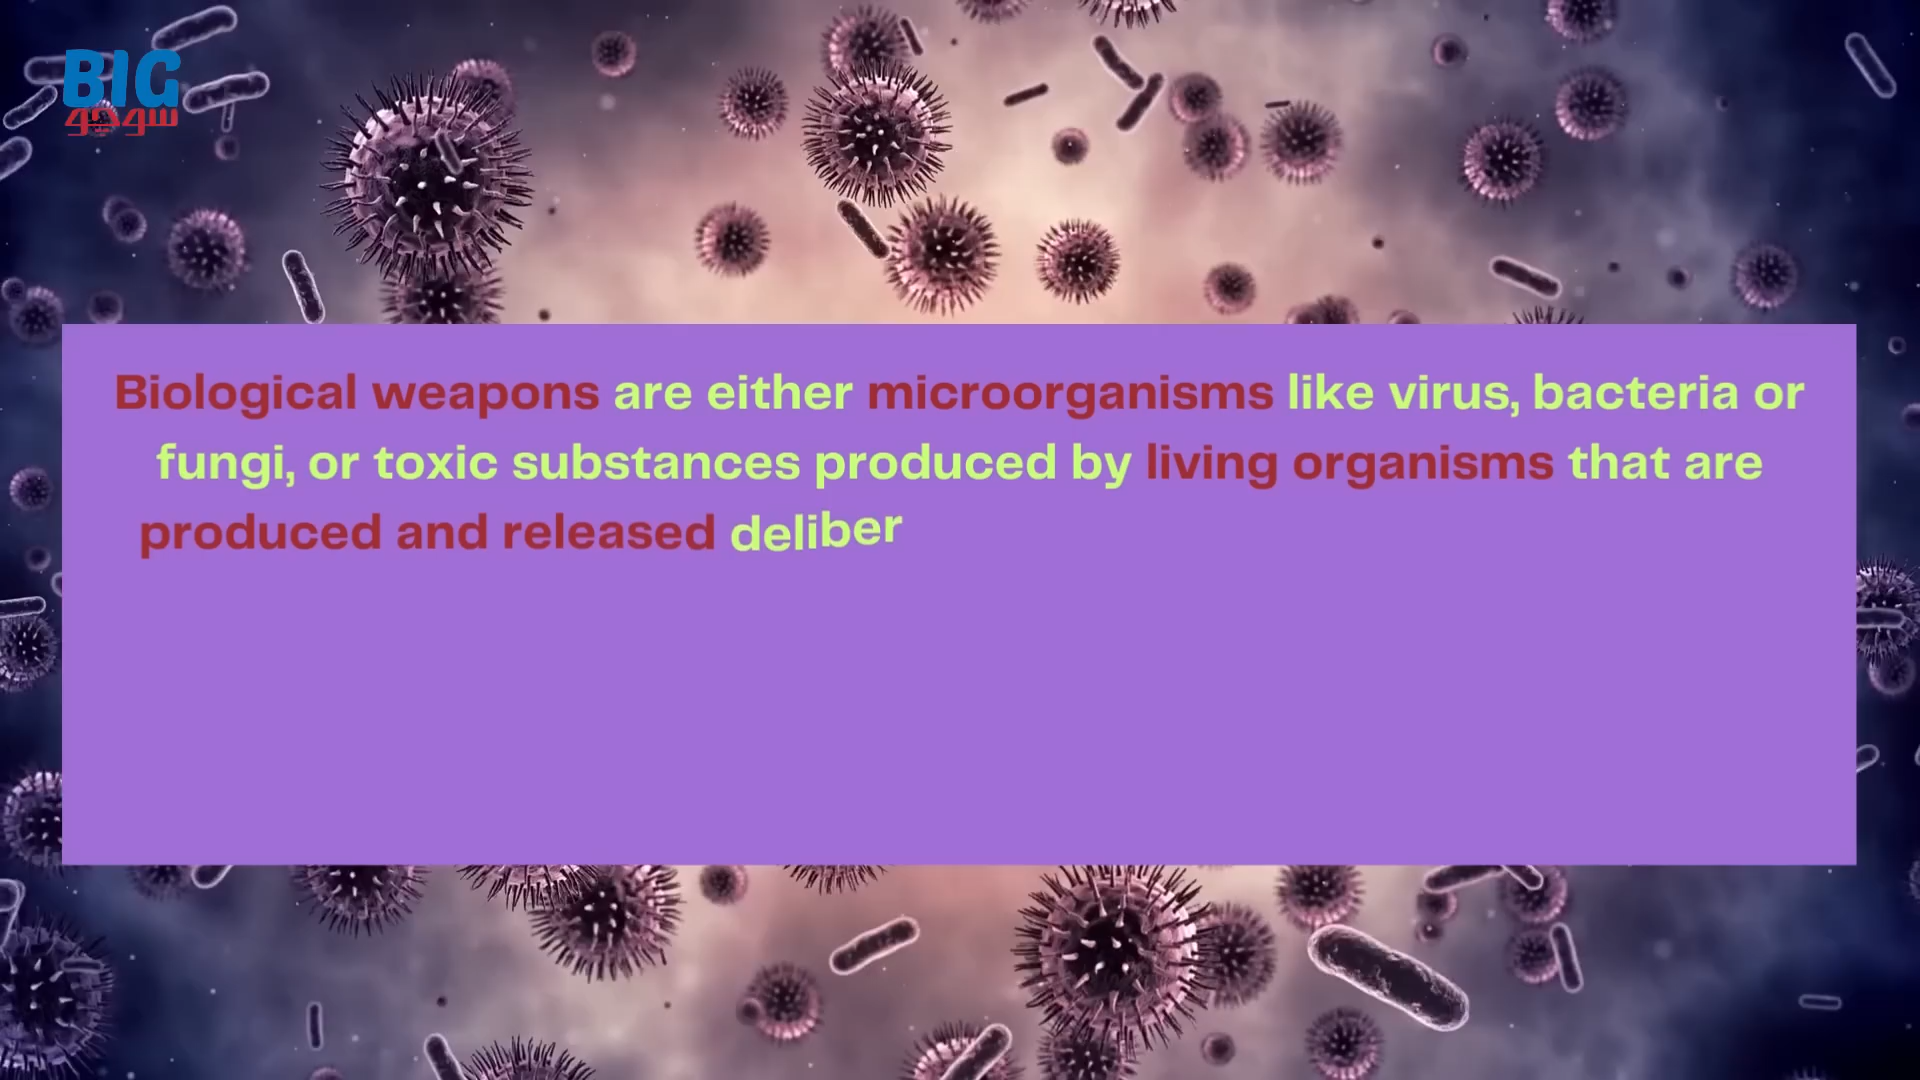 BIG
سوچو
Biological weapons are either microorganisms like virus, bacteria or
fungi, or toxic substances produced by living organisms that are
produced and released deliber